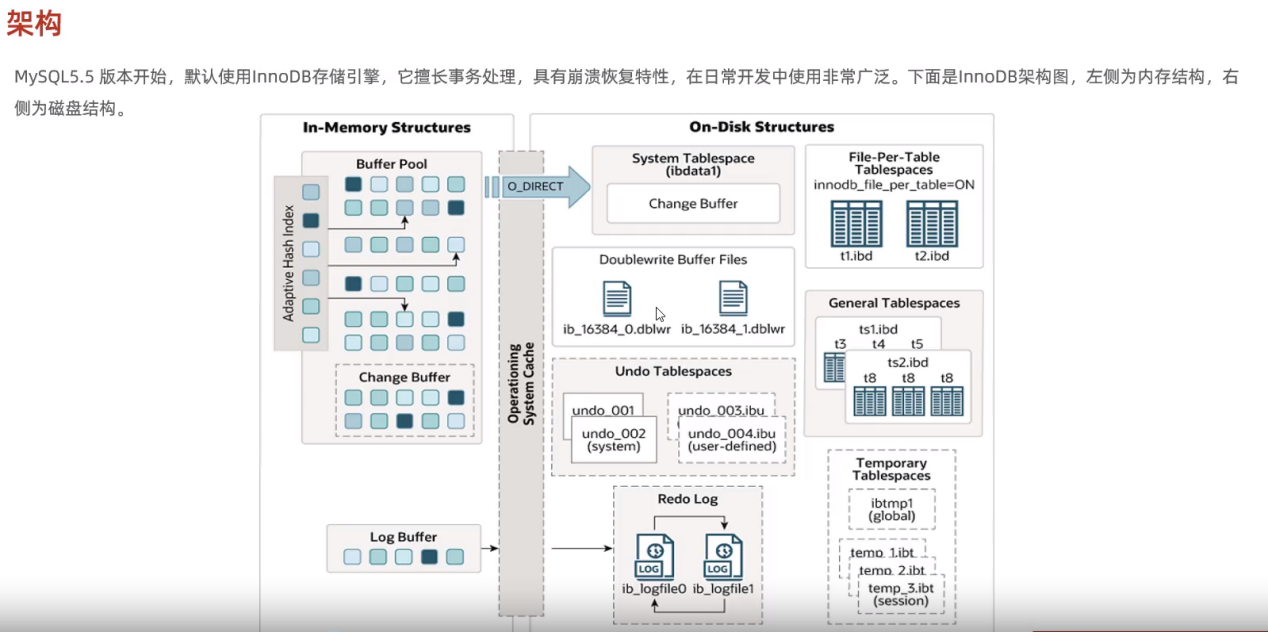 架构
MySQL5.5 版本开始，默认使用InnoDB存储引擎，它擅长事务处理，具有崩溃恢复特性，在日常开发中使用非常广泛。下面是InnoDB架构图，左侧为内存结构，右
侧为磁盘结构。
In-Memory Structures
Buffer Pool
Adaptive Hash Index
Change Buffer
Log Buffer
Operationing
System Cache
O_DIRECT
On-Disk Structures
System Tablespace
(ibdata1)
Change Buffer
Doublewrite Buffer Files
ib_16384_0.dblwr ib_16384_1.dblwr
Undo Tablespaces
undo_001
undo_002
(system)
undo_003.ibu
undo_004.ibu
(user-defined)
Redo Log
LOG LOG
ib_logfile0 ib_logfile1
File-Per-Table
Tablespaces
innodb_file_per_table=ON
t1.ibd t2.ibd
General Tablespaces
ts1.ibd
t3 t4 t5
ts2.ibd
t8 t8 t8
Temporary
Tablespaces
ibtmp1
(global)
temp_1.ibt
temp_2.ibt
temp_3.ibt
(session)